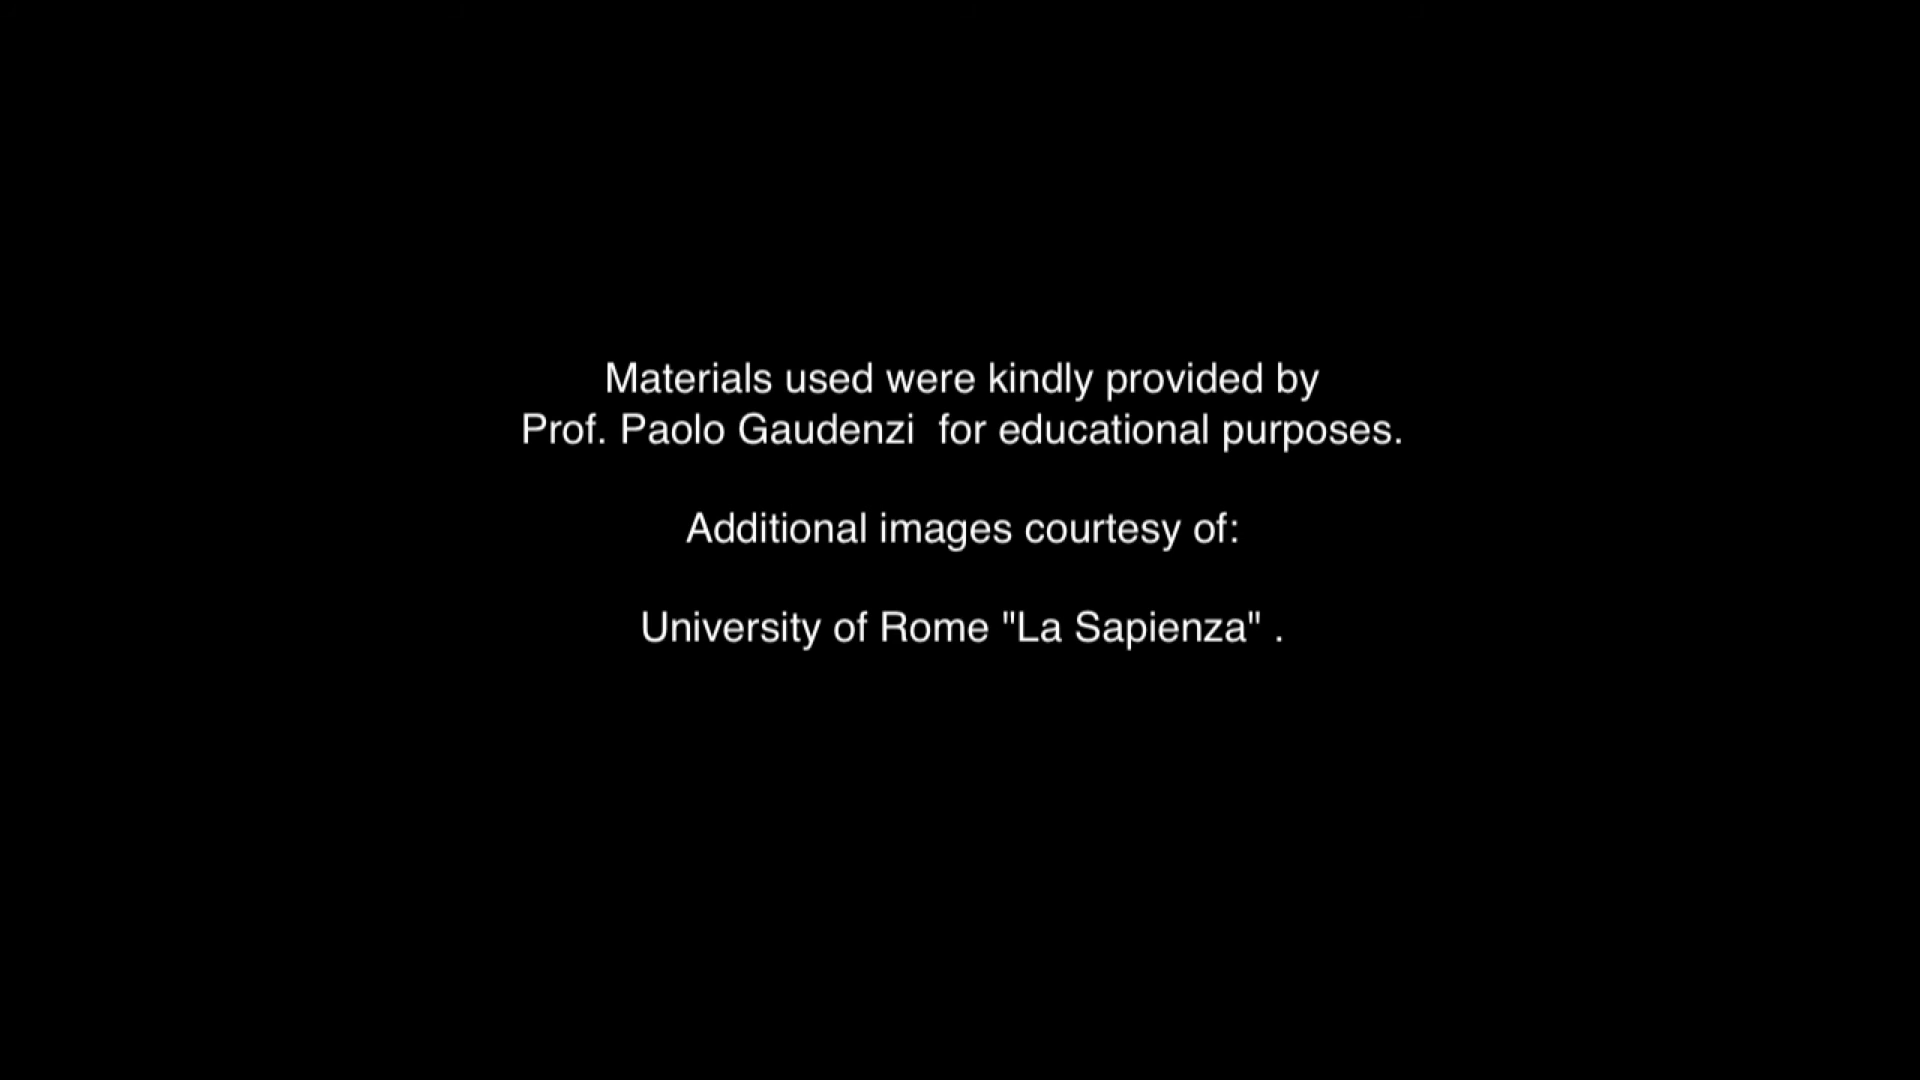 Materials used were kindly provided by
Prof. Paolo Gaudenzi  for educational purposes.
Additional images courtesy of:
University of Rome "La Sapienza" .